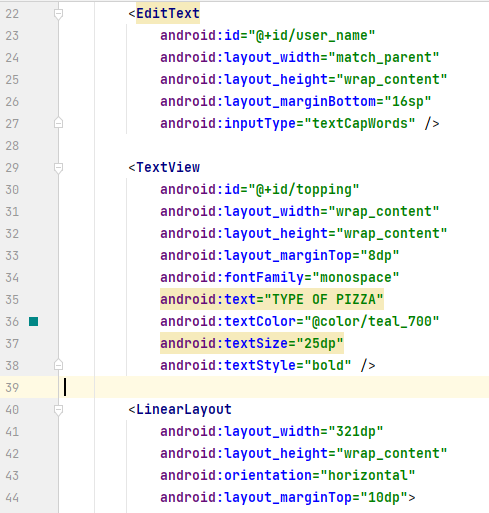 22 <EditText
23 android:id="@+id/user_name"
24 android:layout_width="match_parent"
25 android:layout_height="wrap_content"
26 android:layout_marginBottom="16sp"
27 android:inputType="textCapWords" />
28
29 <TextView
30 android:id="@+id/topping"
31 android:layout_width="wrap_content"
32 android:layout_height="wrap_content"
33 android:layout_marginTop="8dp"
34 android:fontFamily="monospace"
35 android:text="TYPE OF PIZZA"
36 android:textColor="@color/teal_700"
37 android:textSize="25dp"
38 android:textStyle="bold" />
39
40 <LinearLayout
41 android:layout_width="321dp"
42 android:layout_height="wrap_content"
43 android:orientation="horizontal"
44 android:layout_marginTop="10dp">